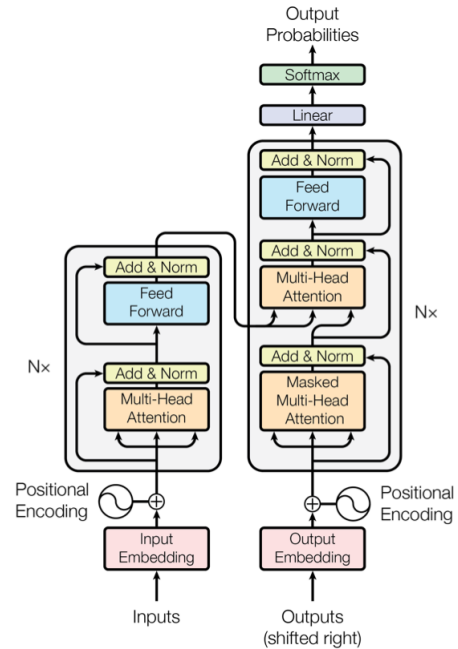 Output
Probabilities
Softmax
Linear
Add & Norm
Feed
Forward
Add & Norm
Multi-Head
Attention
N×
Add & Norm
Masked
Multi-Head
Attention
Positional
Encoding
Output
Embedding
Outputs
(shifted right)
Add & Norm
Feed
Forward
N×
Add & Norm
Multi-Head
Attention
Positional
Encoding
Input
Embedding
Inputs